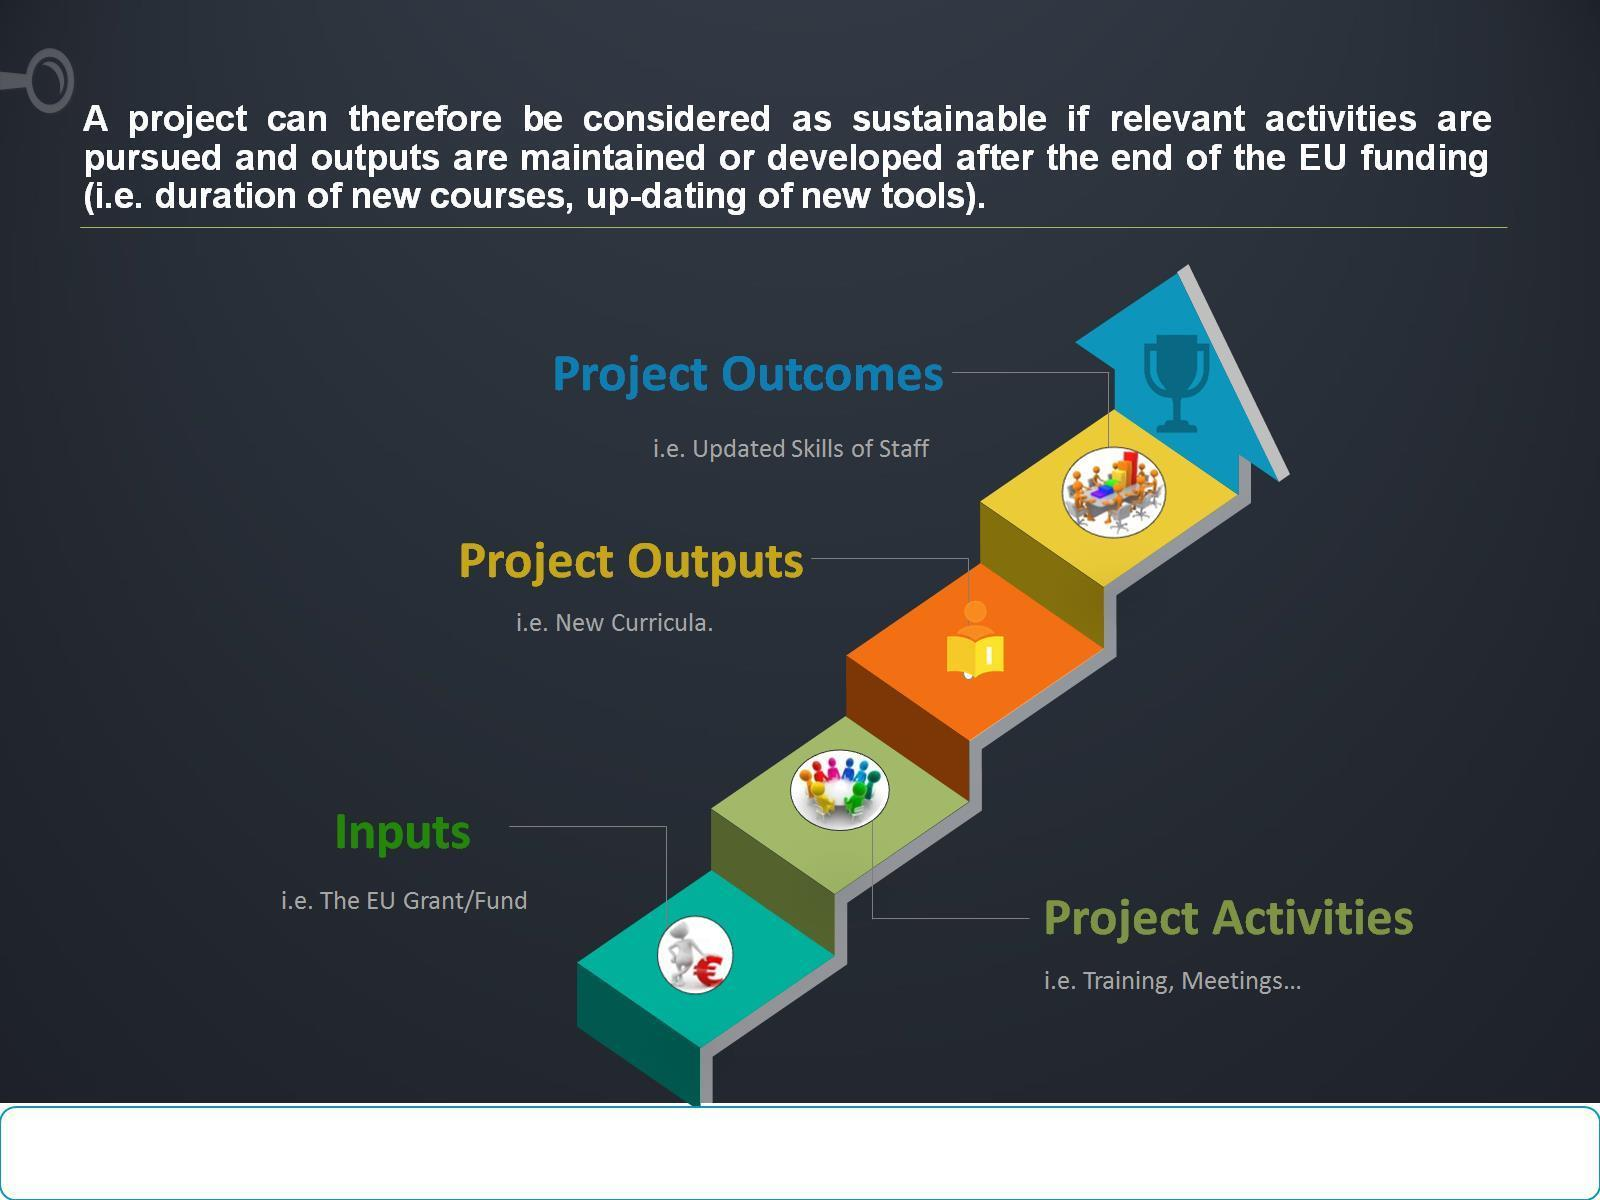 A project can therefore be considered as sustainable if relevant activities are
pursued and outputs are maintained or developed after the end of the EU funding
(i.e. duration of new courses, up-dating of new tools).
Project Outcomes
i.e. Updated Skills of Staff
Project Outputs
i.e. New Curricula.
Inputs
i.e. The EU Grant/Fund
Project Activities
i.e. Training, Meetings...